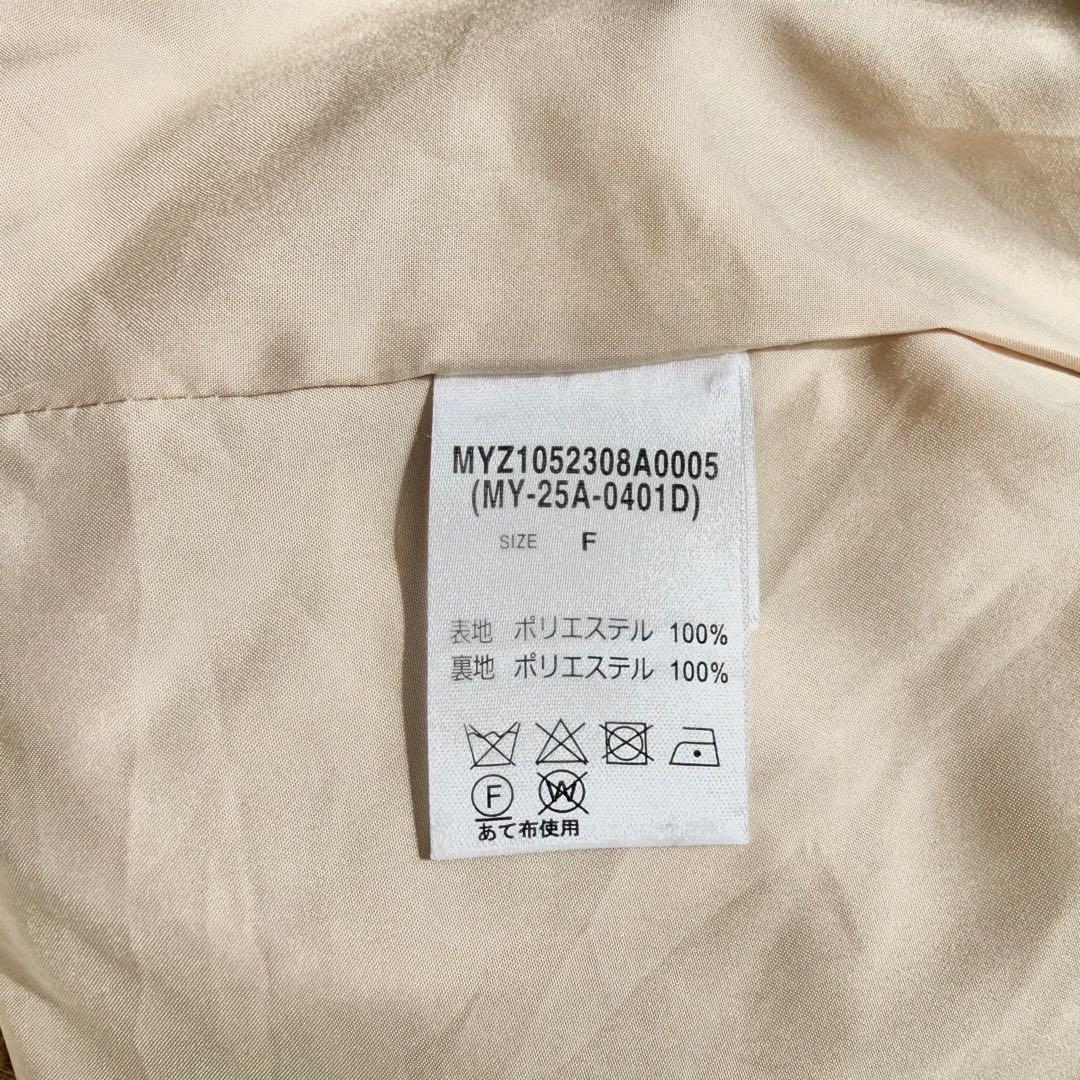 MYZ1052308A0005
(MY-25A-0401D)
SIZE F
表地 ポリエステル 100%
裏地 ポリエステル 100%
F W
あて布使用